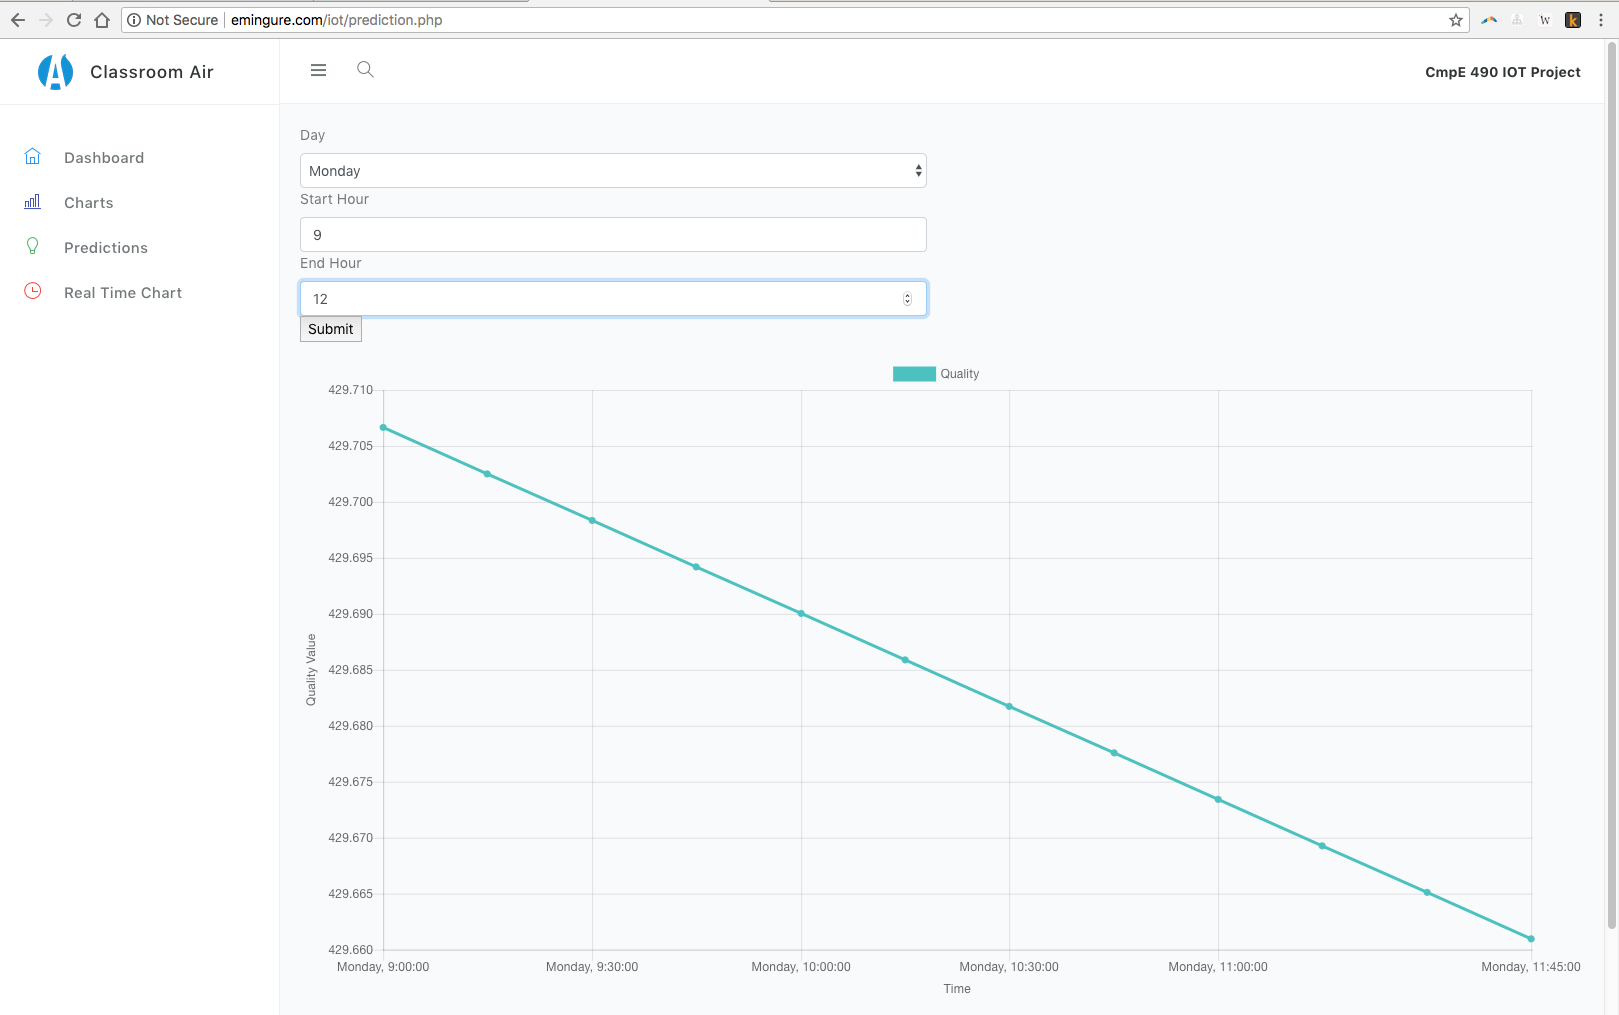 Not Secure | emingure.com/iot/prediction.php
W
k
Classroom Air
CmpE 490 IOT Project
Dashboard
Charts
Predictions
Real Time Chart
Day
Monday
Start Hour
9
End Hour
12
Submit
Quality
429.710
429.705
429.700
429.695
429.690
429.685
429.680
429.675
429.670
429.665
429.660
Quality Value
Monday, 9:00:00
Monday, 9:30:00
Monday, 10:00:00
Monday, 10:30:00
Monday, 11:00:00
Monday, 11:45:00
Time